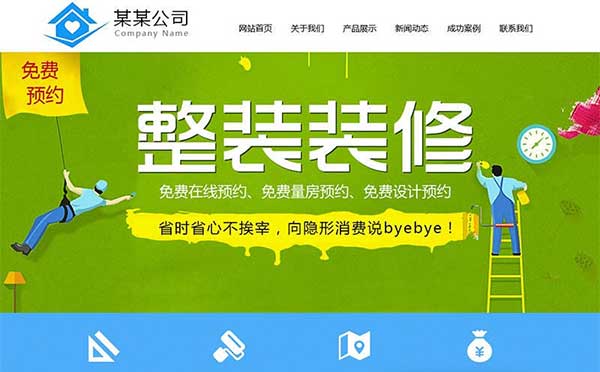 某某公司
Company Name
网站首页 关于我们 产品展示 新闻动态 成功案例 联系我们
免费
预约
整装装修
免费在线预约、免费量房预约、免费设计预约
省时省心不挨宰，向隐形消费说byebye！
¥